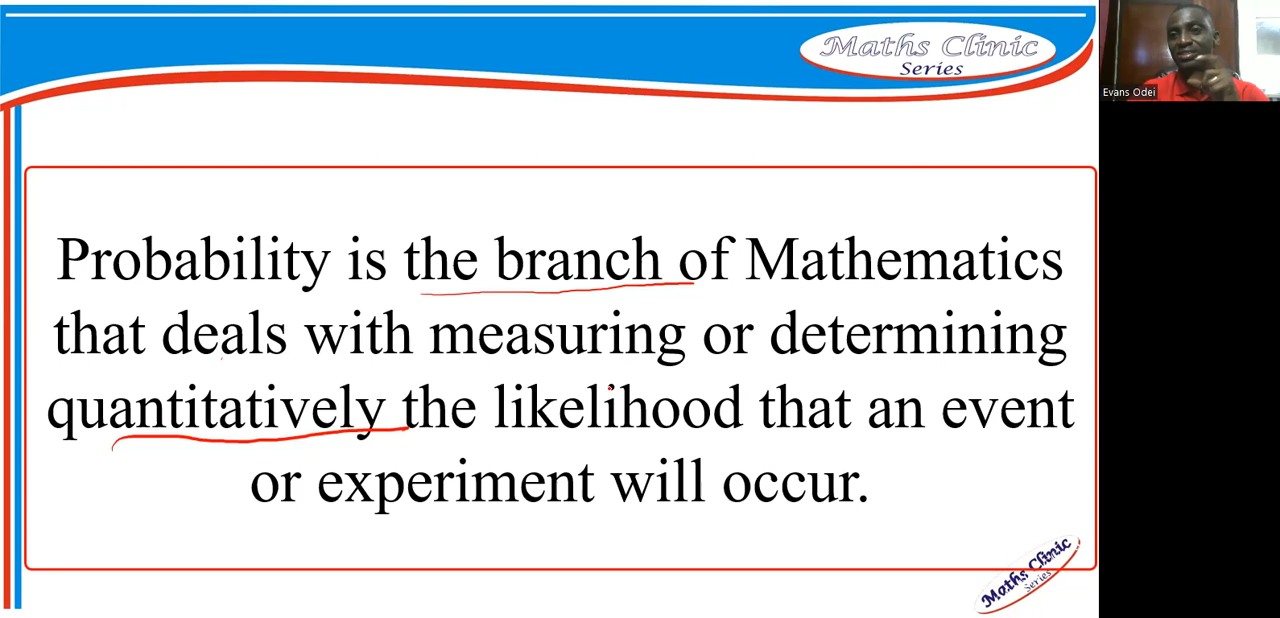 Maths Clinic
Series
Evans Odei
Probability is the branch of Mathematics
that deals with measuring or determining
quantitatively the likelihood that an event
or experiment will occur.
Maths Clinic
Series